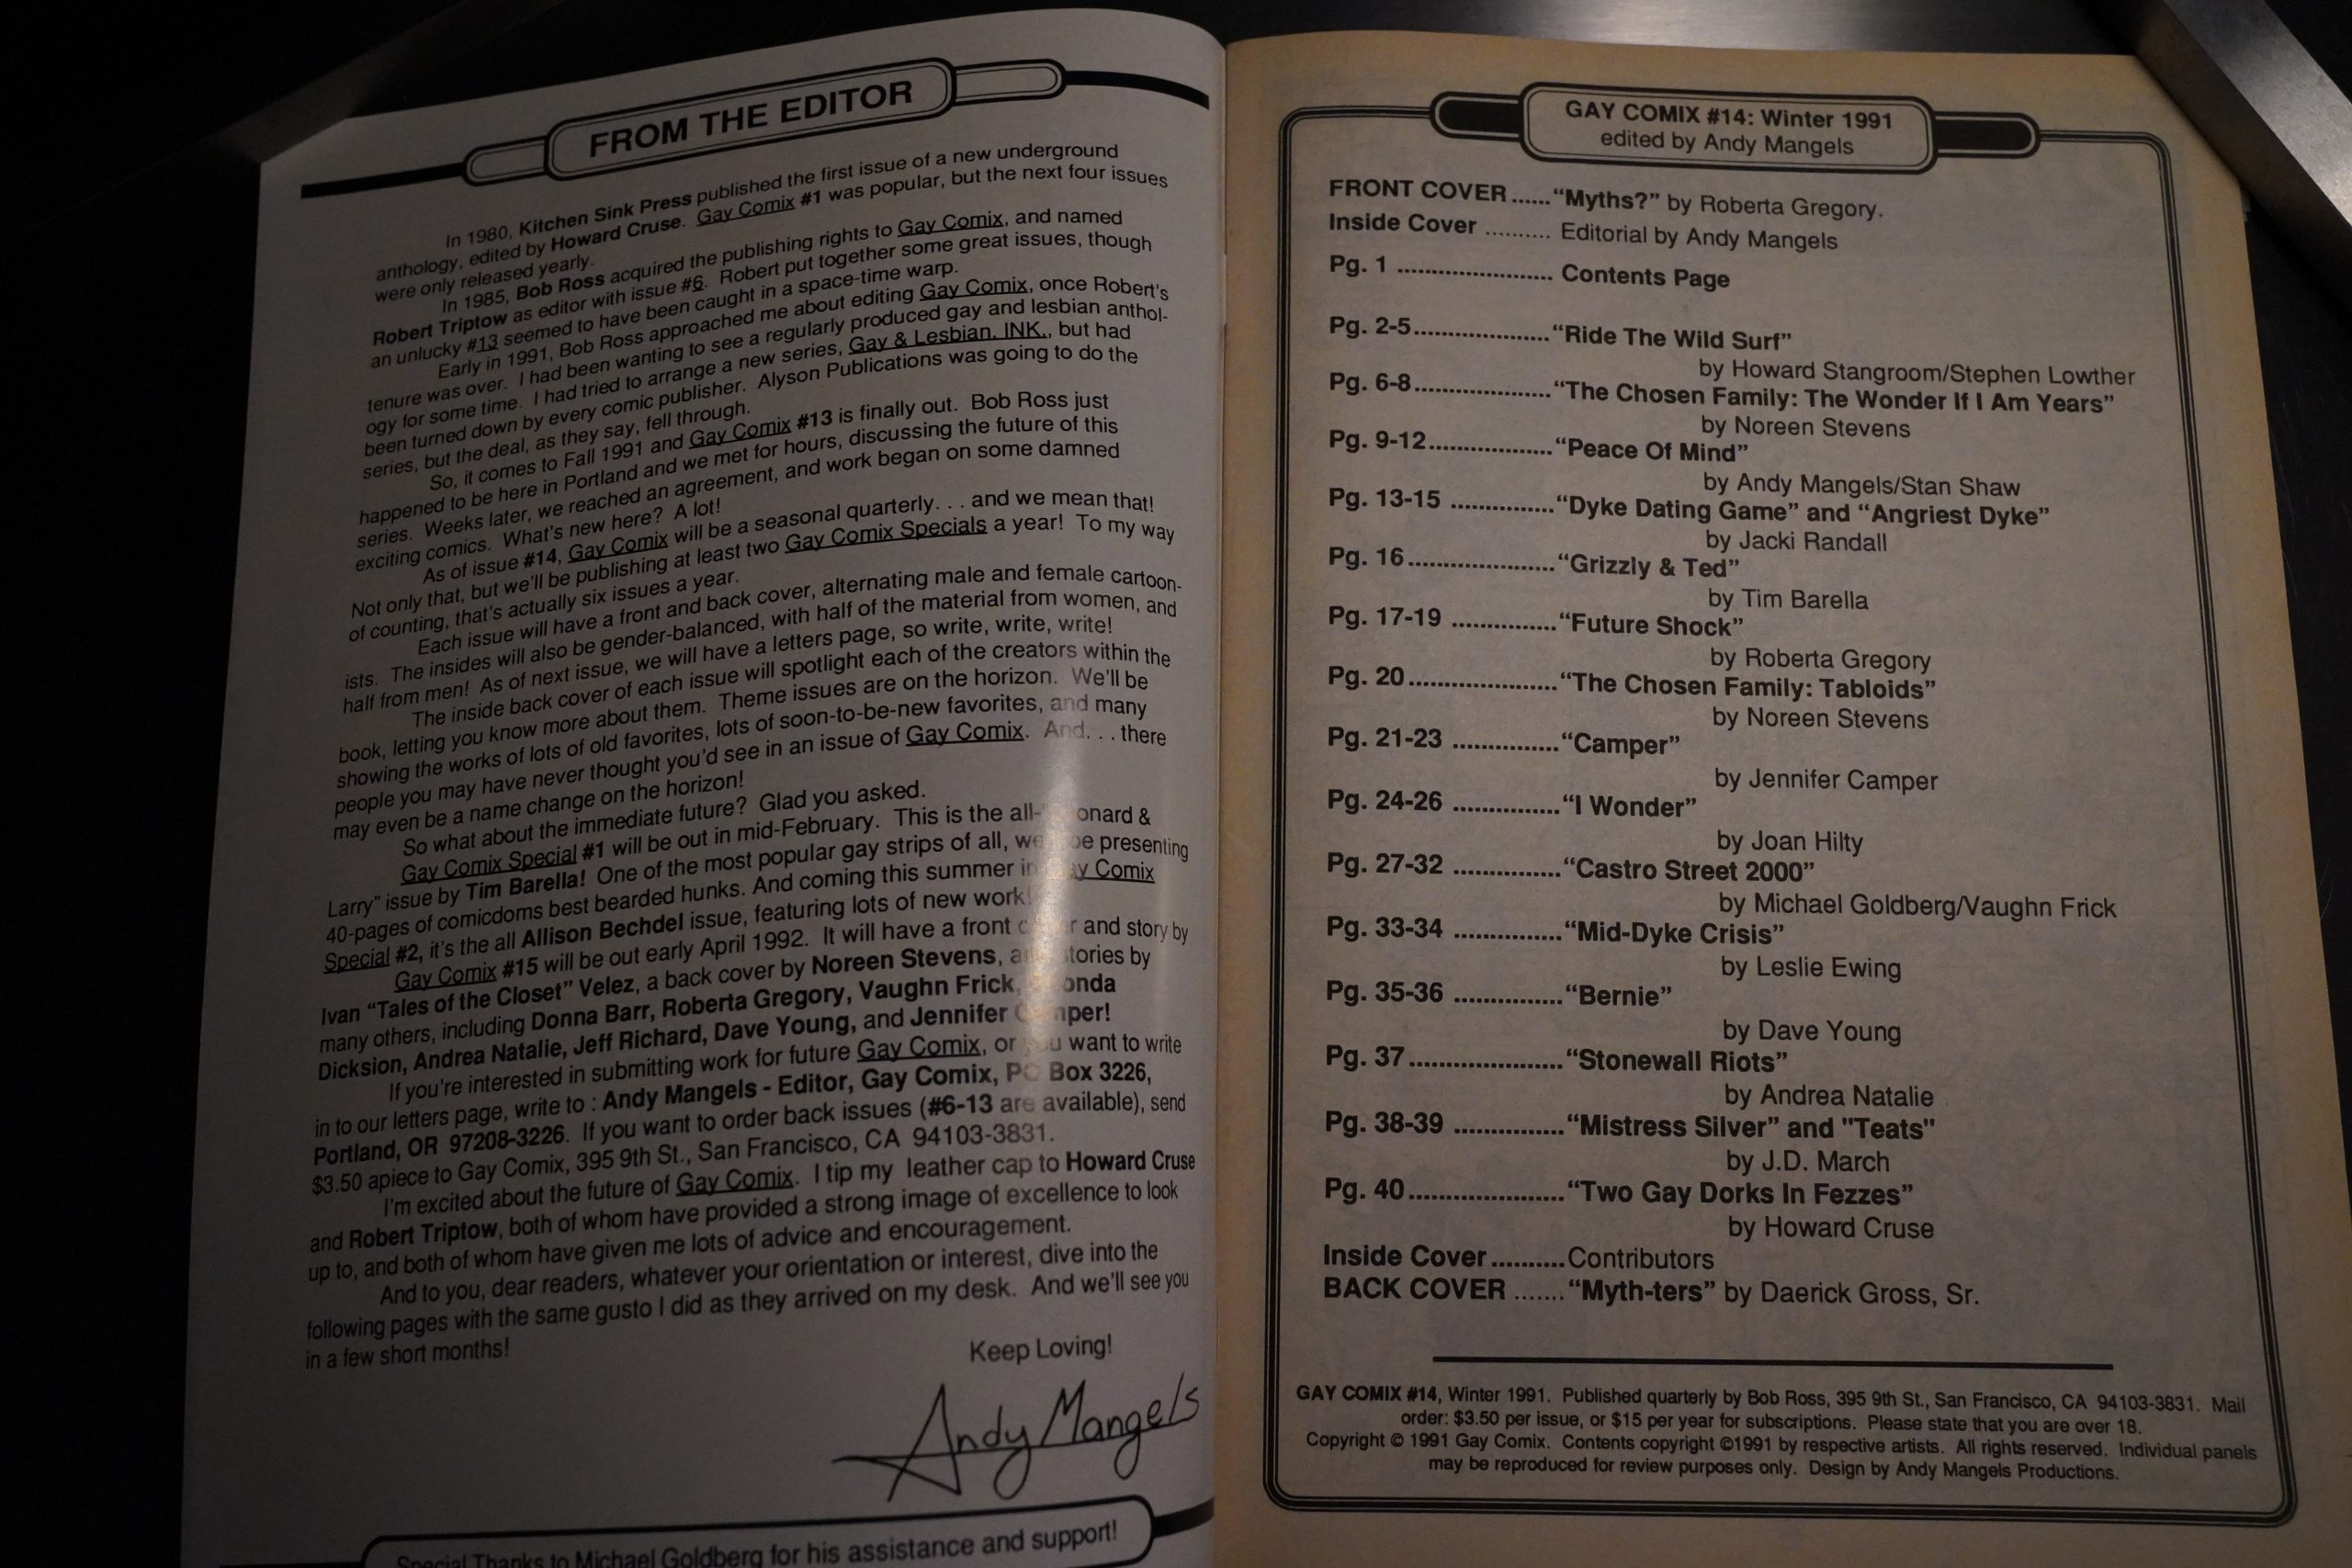 FROM THE EDITOR
In 1980, Kitchen Sink Press published the first issue of a new underground
anthology, edited by Howard Cruse. Gay Comix #1 was popular, but the next four issues
were only released yearly.
In 1985, Bob Ross acquired the publishing rights to Gay Comix, and named
Robert Triptow as editor with issue #6. Robert put together some great issues, though
an unlucky #13 seemed to have been caught in a space-time warp.
Early in 1991, Bob Ross approached me about editing Gay Comix, once Robert's
tenure was over. I had been wanting to see a regularly produced gay and lesbian anthol-
ogy for some time. I had tried to arrange a new series, Gay & Lesbian, INK., but had
been turned down by every comic publisher. Alyson Publications was going to do the
series, but the deal, as they say, fell through.
So, it comes to Fall 1991 and Gay Comix #13 is finally out. Bob Ross just
happened to be here in Portland and we met for hours, discussing the future of this
series. Weeks later, we reached an agreement, and work began on some damned
exciting comics. What's new here? A lot!
As of issue #14, Gay Comix will be a seasonal quarterly. . . and we mean that!
Not only that, but we'll be publishing at least two Gay Comix Specials a year! To my way
of counting, that's actually six issues a year.
Each issue will have a front and back cover, alternating male and female cartoon-
ists. The insides will also be gender-balanced, with half of the material from women, and
half from men! As of next issue, we will have a letters page, so write, write, write!
The inside back cover of each issue will spotlight each of the creators within the
book, letting you know more about them. Theme issues are on the horizon. We'll be
showing the works of lots of old favorites, lots of soon-to-be-new favorites, and many
people you may have never thought you'd see in an issue of Gay Comix. And. . . there
may even be a name change on the horizon!
So what about the immediate future? Glad you asked.
Gay Comix Special #1 will be out in mid-February. This is the all- onard &
Larry" issue by Tim Barella! One of the most popular gay strips of all, we be presenting
40-pages of comicdoms best bearded hunks. And coming this summer in Gay Comix
Special #2, it's the all Allison Bechdel issue, featuring lots of new work!
Gay Comix #15 will be out early April 1992. It will have a front cover and story by
Ivan "Tales of the Closet" Velez, a back cover by Noreen Stevens, and stories by
many others, including Donna Barr, Roberta Gregory, Vaughn Frick, onda
Dicksion, Andrea Natalie, Jeff Richard, Dave Young, and Jennifer Camper!
If you're interested in submitting work for future Gay Comix, or you want to write
in to our letters page, write to : Andy Mangels - Editor, Gay Comix, PO Box 3226,
Portland, OR 97208-3226. If you want to order back issues (#6-13 are available), send
$3.50 apiece to Gay Comix, 395 9th St., San Francisco, CA 94103-3831.
I'm excited about the future of Gay Comix. I tip my leather cap to Howard Cruse
and Robert Triptow, both of whom have provided a strong image of excellence to look
up to, and both of whom have given me lots of advice and encouragement.
And to you, dear readers, whatever your orientation or interest, dive into the
following pages with the same gusto I did as they arrived on my desk. And we'll see you
in a few short months!
Keep Loving!
Andy Mangels
Special Thanks to Michael Goldberg for his assistance and support!
GAY COMIX #14: Winter 1991
edited by Andy Mangels
FRONT COVER ...... "Myths?" by Roberta Gregory.
Inside Cover .......... Editorial by Andy Mangels
Pg. 1 ........................ Contents Page
Pg. 2-5..................... "Ride The Wild Surf"
by Howard Stangroom/Stephen Lowther
Pg. 6-8..................... "The Chosen Family: The Wonder If I Am Years"
by Noreen Stevens
Pg. 9-12................... "Peace Of Mind"
by Andy Mangels/Stan Shaw
Pg. 13-15 ................ "Dyke Dating Game" and "Angriest Dyke"
by Jacki Randall
Pg. 16....................... "Grizzly & Ted"
by Tim Barella
Pg. 17-19 ................ "Future Shock"
by Roberta Gregory
Pg. 20....................... "The Chosen Family: Tabloids"
by Noreen Stevens
Pg. 21-23 ................ "Camper"
by Jennifer Camper
Pg. 24-26 ................ "I Wonder"
by Joan Hilty
Pg. 27-32 ................ "Castro Street 2000"
by Michael Goldberg/Vaughn Frick
Pg. 33-34 ................ "Mid-Dyke Crisis"
by Leslie Ewing
Pg. 35-36 ................ "Bernie"
by Dave Young
Pg. 37........................ "Stonewall Riots"
by Andrea Natalie
Pg. 38-39 ................. "Mistress Silver" and "Teats"
by J.D. March
Pg. 40........................ "Two Gay Dorks In Fezzes"
by Howard Cruse
Inside Cover........... Contributors
BACK COVER ....... "Myth-ters" by Daerick Gross, Sr.
GAY COMIX #14, Winter 1991. Published quarterly by Bob Ross, 395 9th St., San Francisco, CA 94103-3831. Mail
order: $3.50 per issue, or $15 per year for subscriptions. Please state that you are over 18.
Copyright © 1991 Gay Comix. Contents copyright ©1991 by respective artists. All rights reserved. Individual panels
may be reproduced for review purposes only. Design by Andy Mangels Productions.